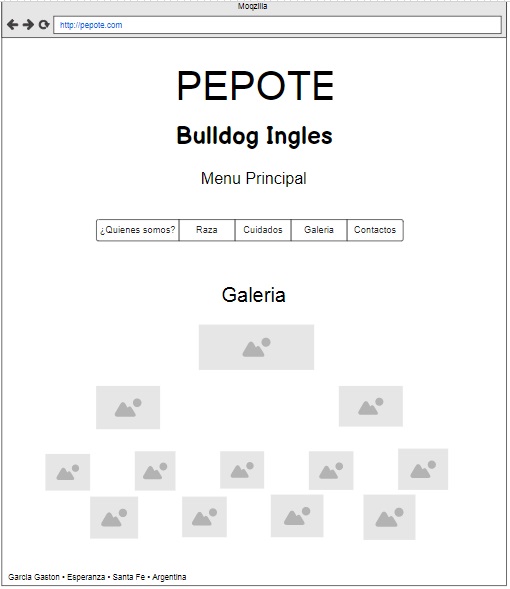 Moqzilla
http://pepote.com
PEPOTE
Bulldog Ingles
Menu Principal
¿Quienes somos? Raza Cuidados Galeria Contactos
Galeria
Garcia Gaston • Esperanza • Santa Fe • Argentina